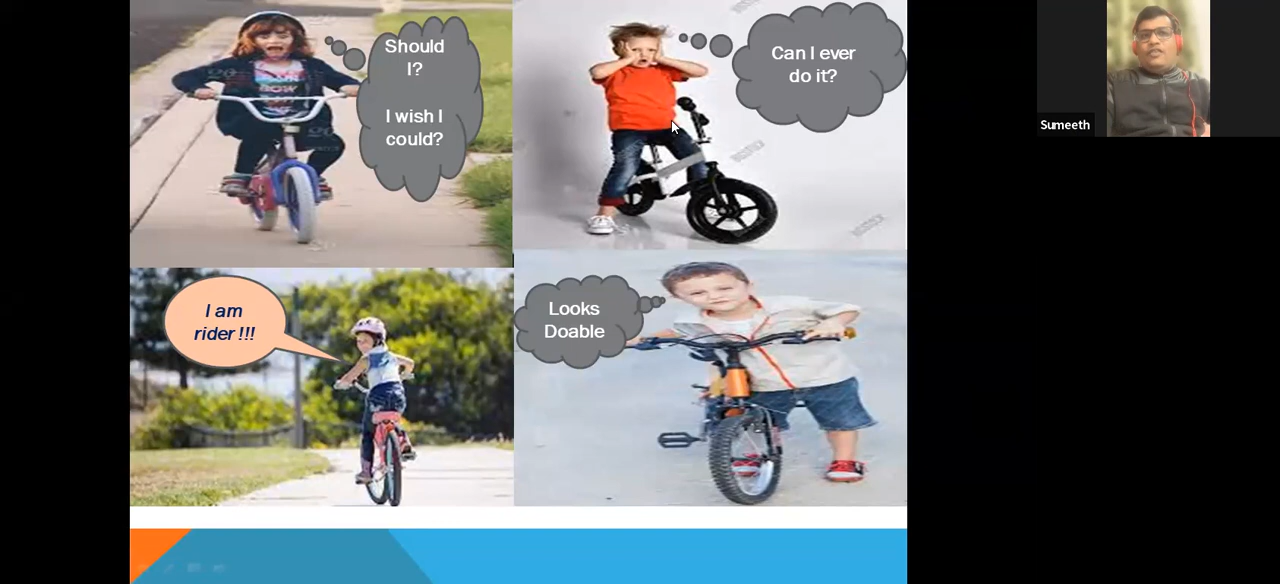 Should
I?
I wish I
could?
Can I ever
do it?
I am
rider !!!
Looks
Doable
Sumeeth